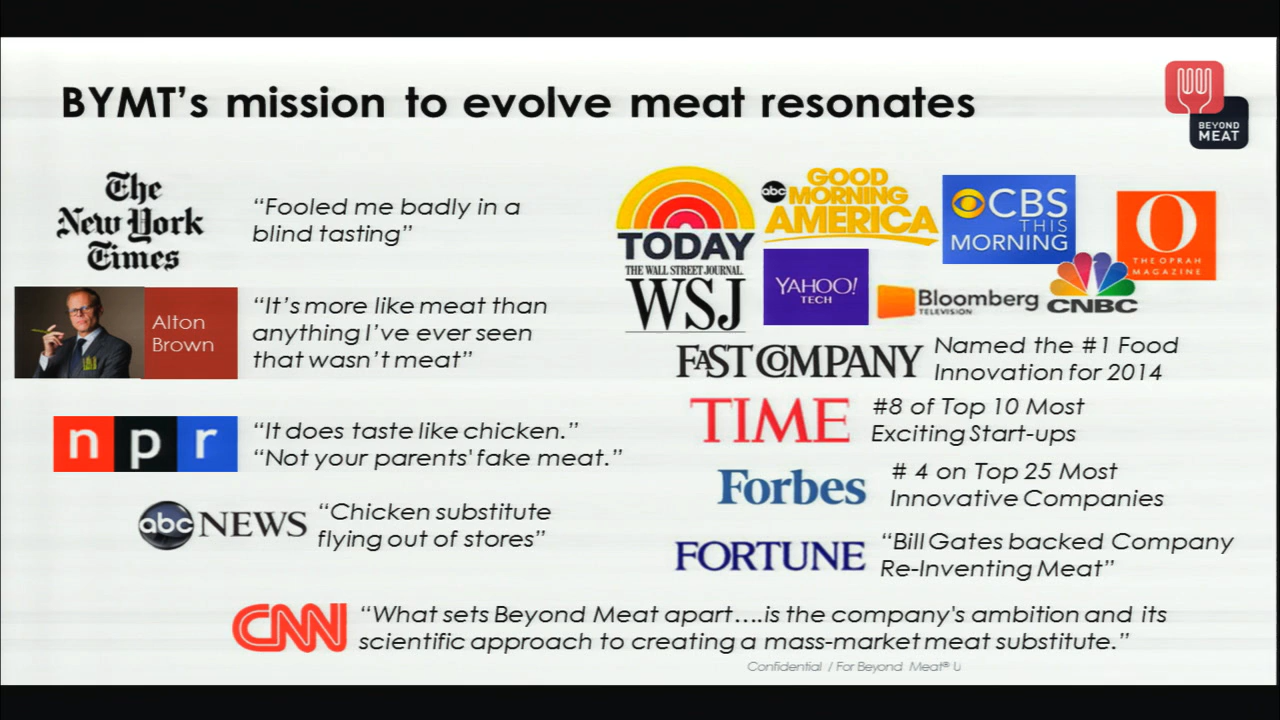 BYMT's mission to evolve meat resonates
BEYOND
MEAT
The
New York
Times
“Fooled me badly in a
blind tasting”
Alton
Brown
“It's more like meat than
anything I've ever seen
that wasn't meat”
npr
“It does taste like chicken.”
“Not your parents' fake meat.”
abc NEWS
“Chicken substitute
flying out of stores”
TODAY
abc
GOOD
MORNING
AMERICA
CBS
THIS
MORNING
O
THE OPRAH
MAGAZINE
THE WALL STREET JOURNAL.
WSJ
YAHOO!
TECH
Bloomberg
TELEVISION
CNBC
FAST COMPANY
Named the #1 Food
Innovation for 2014
TIME
#8 of Top 10 Most
Exciting Start-ups
Forbes
# 4 on Top 25 Most
Innovative Companies
FORTUNE
“Bill Gates backed Company
Re-Inventing Meat”
CNN
“What sets Beyond Meat apart....is the company's ambition and its
scientific approach to creating a mass-market meat substitute.”
Confidential / For Beyond Meat® U